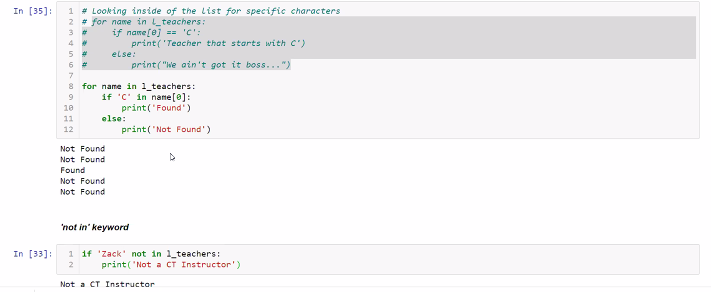 In [35]:
1 # Looking inside of the list for specific characters
2 # for name in l_teachers:
3 #     if name[0] == 'C':
4 #         print('Teacher that starts with C')
5 #     else:
6 #         print("We ain't got it boss...")
7
8 for name in l_teachers:
9     if 'C' in name[0]:
10         print('Found')
11     else:
12         print('Not Found')
Not Found
Not Found
Found
Not Found
Not Found
'not in' keyword
In [33]:
1 if 'Zack' not in l_teachers:
2     print('Not a CT Instructor')
Not a CT Instructor